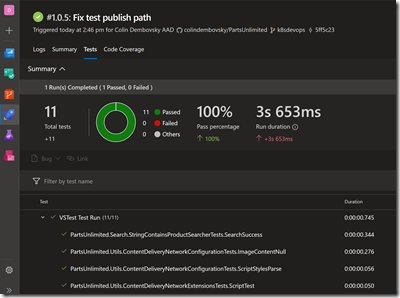 D
#1.0.5: Fix test publish path
Triggered today at 2:46 pm for Colin Dembovsky AAD colindembovsky/PartsUnlimited k8sdevops 5ff5c23
Logs Summary Tests Code Coverage
Summary
1 Run(s) Completed ( 1 Passed, 0 Failed )
11
Total tests
+11
11 Passed
0 Failed
0 Others
100%
Pass percentage
100%
3s 653ms
Run duration
+3s 653ms
Bug Link
Filter by test name
Test Duration
VSTest Test Run (11/11) 0:00:00.745
PartsUnlimited.Search.StringContainsProductSearcherTests.SearchSuccess 0:00:00.344
PartsUnlimited.Utils.ContentDeliveryNetworkConfigurationTests.ImageContentNull 0:00:00.276
PartsUnlimited.Utils.ContentDeliveryNetworkConfigurationTests.ScriptStylesParse 0:00:00.056
PartsUnlimited.Utils.ContentDeliveryNetworkExtensionsTests.ScriptTest 0:00:00.050